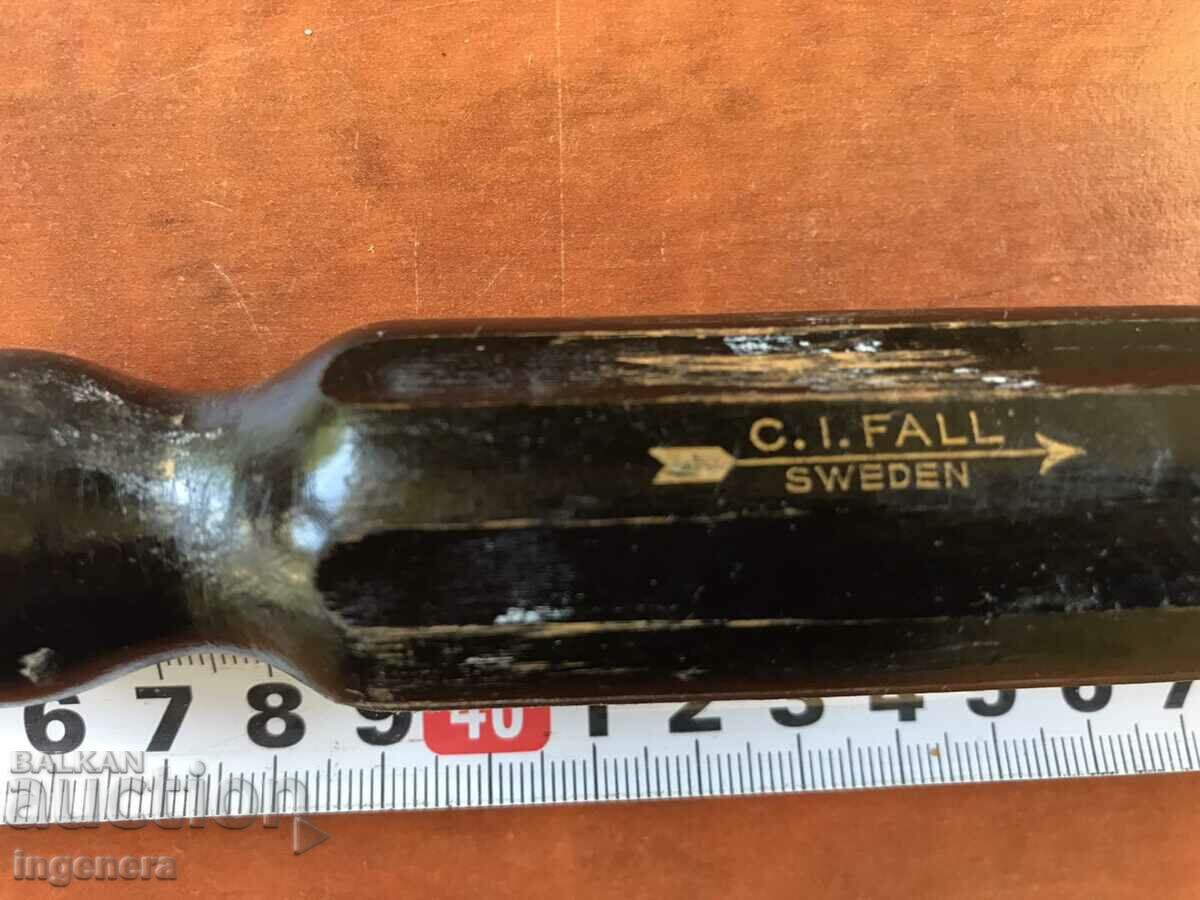 C. I. FALL
SWEDEN
6 7 8 9 40 1 2 3 4 5 6 7
BALKAN
auction
ingenera